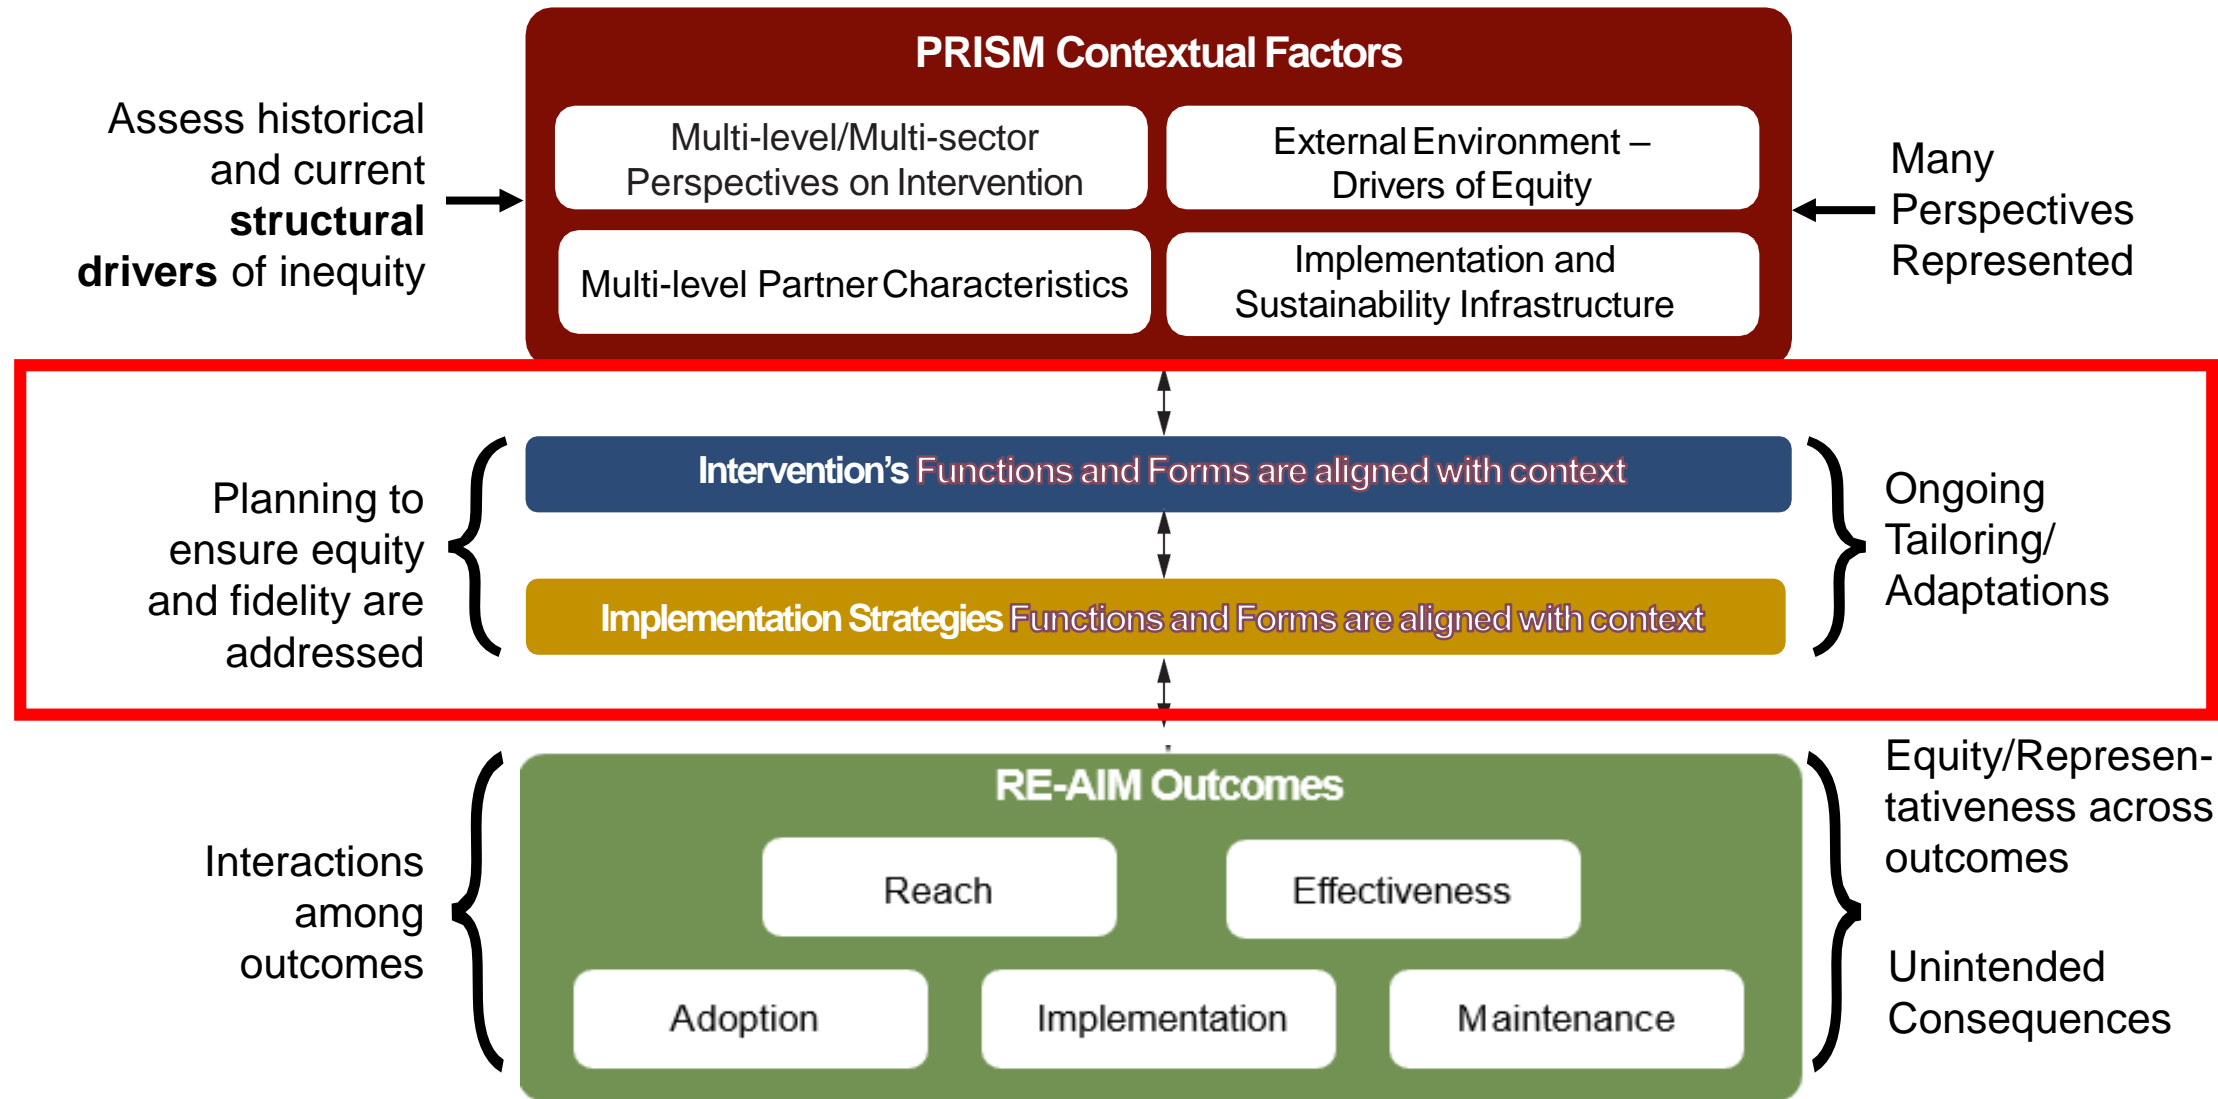 PRISM Contextual Factors
Assess historical
and current
structural
drivers of inequity
Multi-level/Multi-sector
Perspectives on Intervention
External Environment –
Drivers of Equity
Multi-level Partner Characteristics
Implementation and
Sustainability Infrastructure
Many
Perspectives
Represented
Planning to
ensure equity
and fidelity are
addressed
Intervention’s Functions and Forms are aligned with context
Implementation Strategies Functions and Forms are aligned with context
Ongoing
Tailoring/
Adaptations
Interactions
among
outcomes
RE-AIM Outcomes
Reach
Effectiveness
Adoption
Implementation
Maintenance
Equity/Represen-
tativeness across
outcomes
Unintended
Consequences